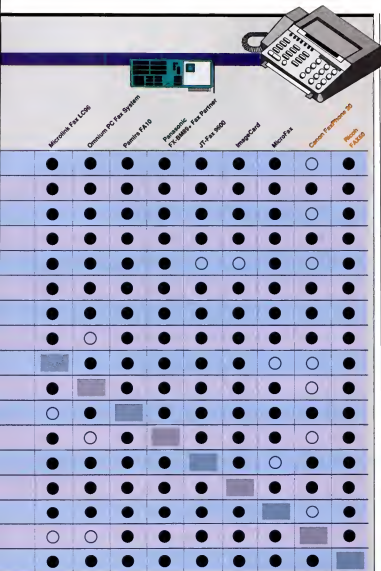 Microlink Fax LC96
Omnium PC Fax System
Pamirs FA10
Panasonic
FX-BM89+ Fax Partner
JT-Fax 9600
ImageCard
MicroFax
Canon FaxPhone 20
Ricoh
FAX60